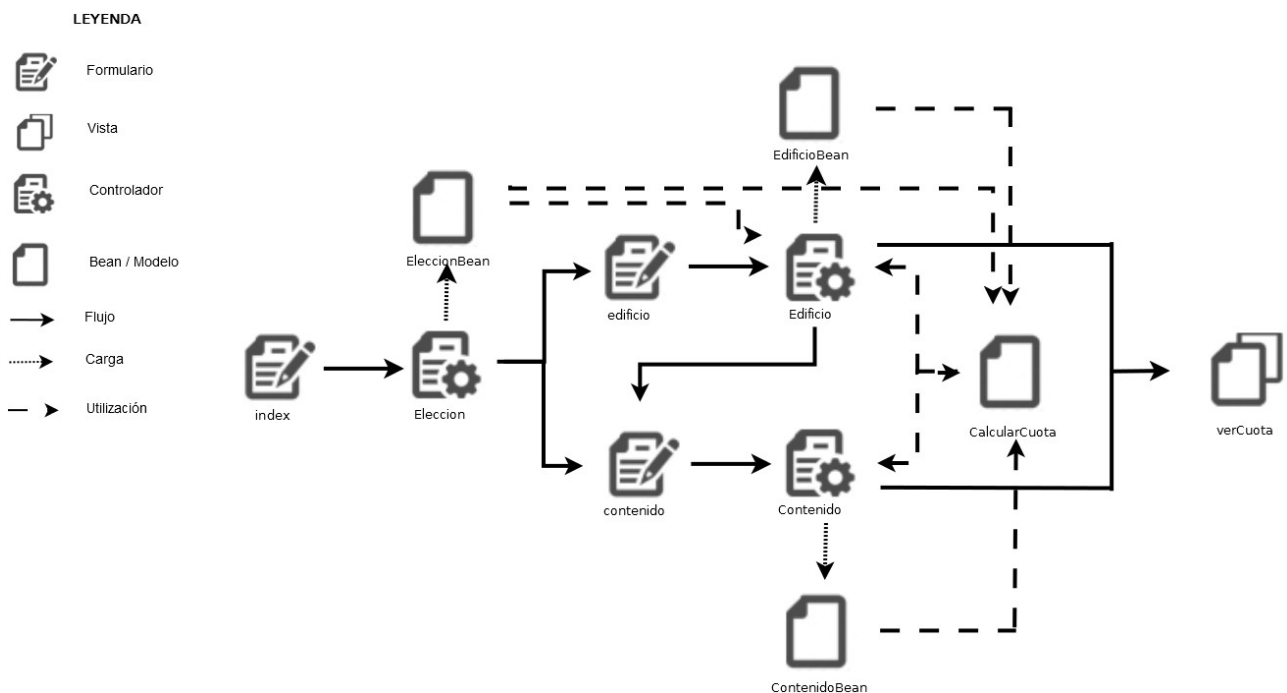 LEYENDA
Formulario
Vista
Controlador
Bean / Modelo
Flujo
Carga
Utilización
EdificioBean
EleccionBean
edificio
Edificio
index
Eleccion
CalcularCuota
verCuota
contenido
Contenido
ContenidoBean